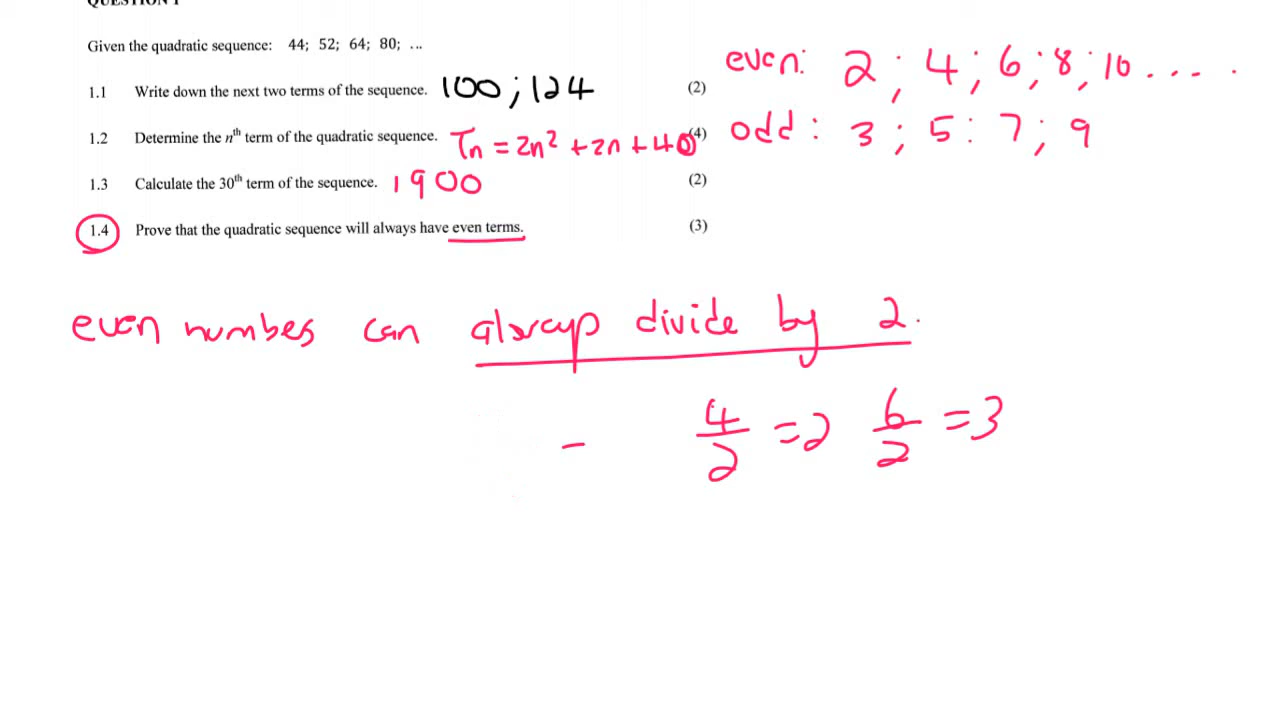 QUESTION 1
Given the quadratic sequence: 44; 52; 64; 80; ...
1.1 Write down the next two terms of the sequence. 100 ; 124 (2)
1.2 Determine the nth term of the quadratic sequence. Tn = 2n² + 2n + 40 (4)
1.3 Calculate the 30th term of the sequence. 1900 (2)
1.4 Prove that the quadratic sequence will always have even terms. (3)
even: 2 ; 4 ; 6 ; 8 ; 10 .... .
odd : 3 ; 5 : 7 ; 9
even numbes can always divide by 2.
– 4/2 = 2 6/2 = 3